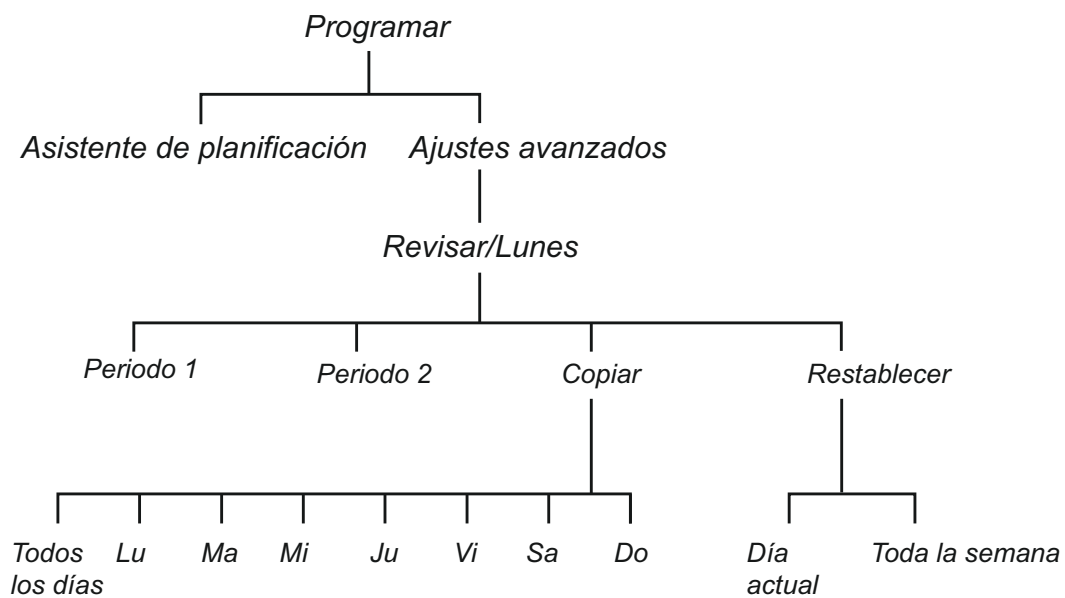 Programar
Asistente de planificación
Ajustes avanzados
Revisar/Lunes
Periodo 1
Periodo 2
Copiar
Restablecer
Todos
los días
Lu
Ma
Mi
Ju
Vi
Sa
Do
Día
actual
Toda la semana